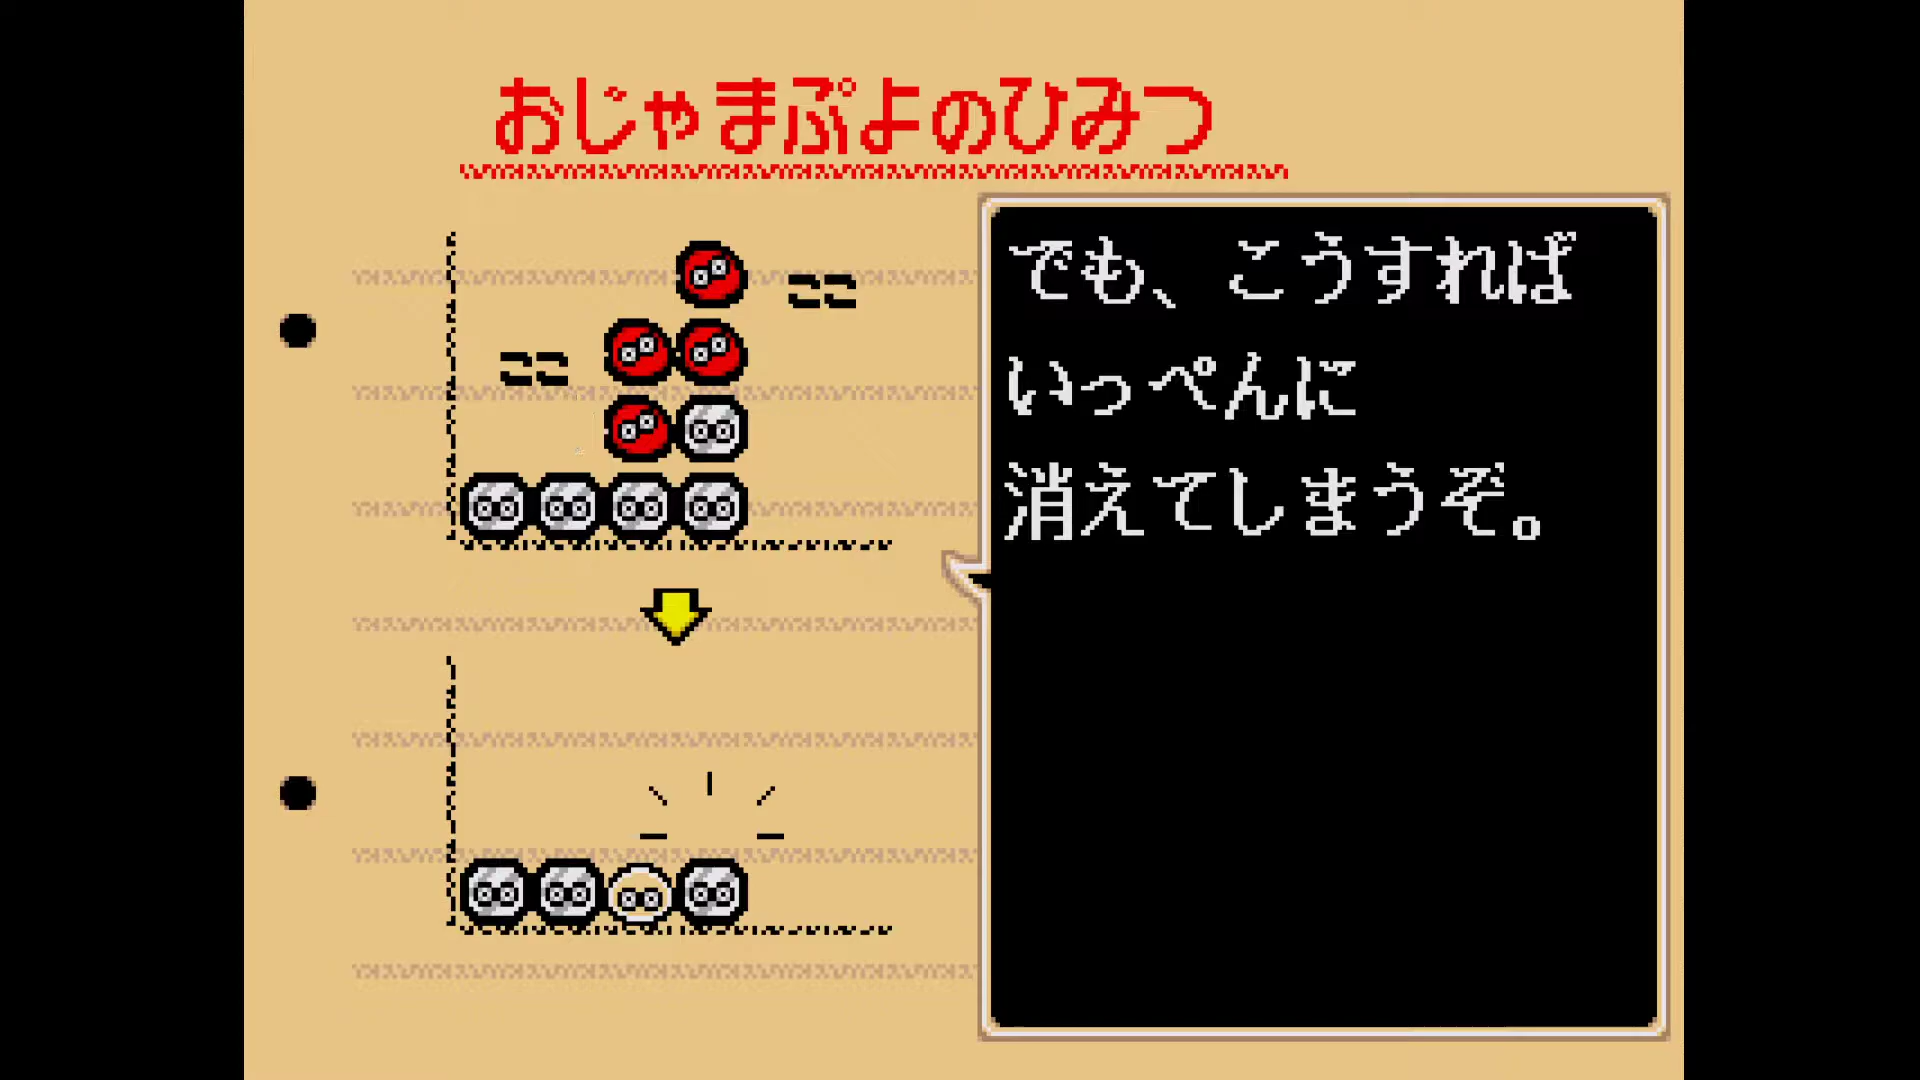 おじゃまぷよのひみつ
ここ
ここ
でも、こうすれば
いっぺんに
消えてしまうぞ。